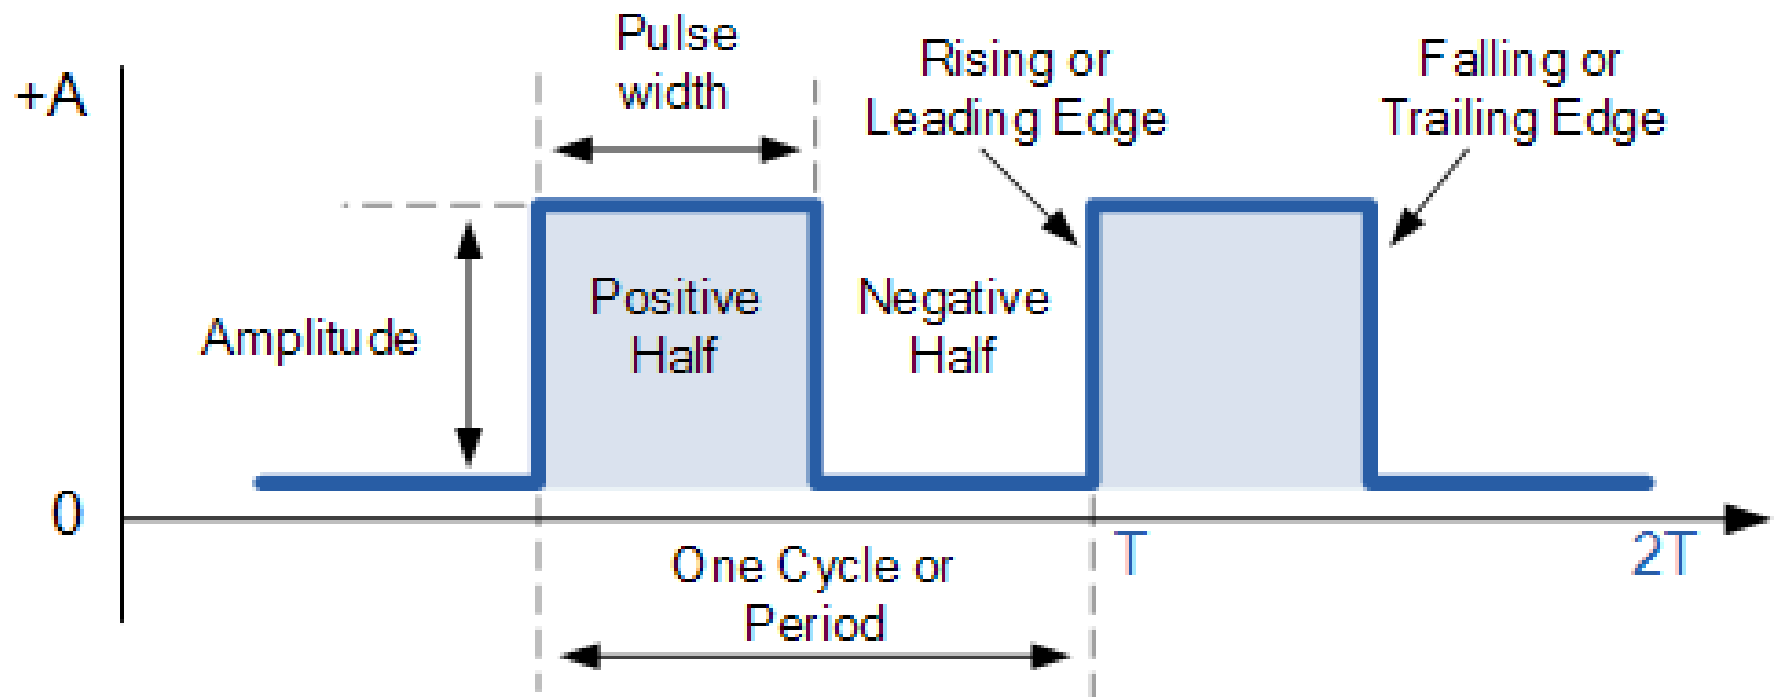 Pulse
width
Rising or
Leading Edge
Falling or
Trailing Edge
+A
Amplitude
Positive
Half
Negative
Half
0
T
2T
One Cycle or
Period